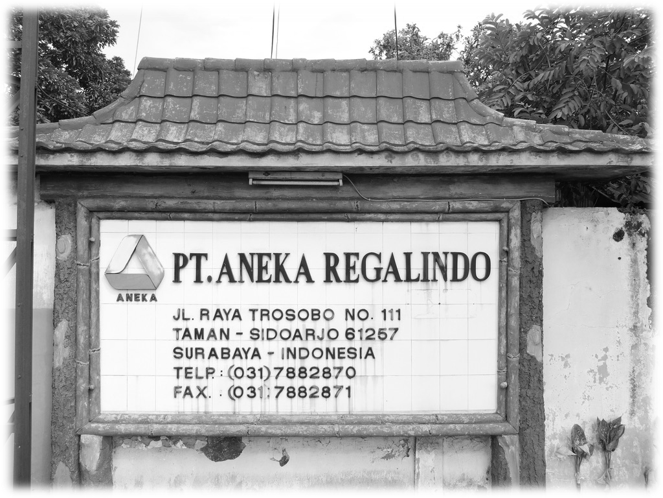 PT. ANEKA REGALINDO
ANEKA
JL. RAYA TROSOBO NO. 111
TAMAN - SIDOARJO 61257
SURABAYA - INDONESIA
TELP. : (031) 7882870
FAX. : (031) 7882871